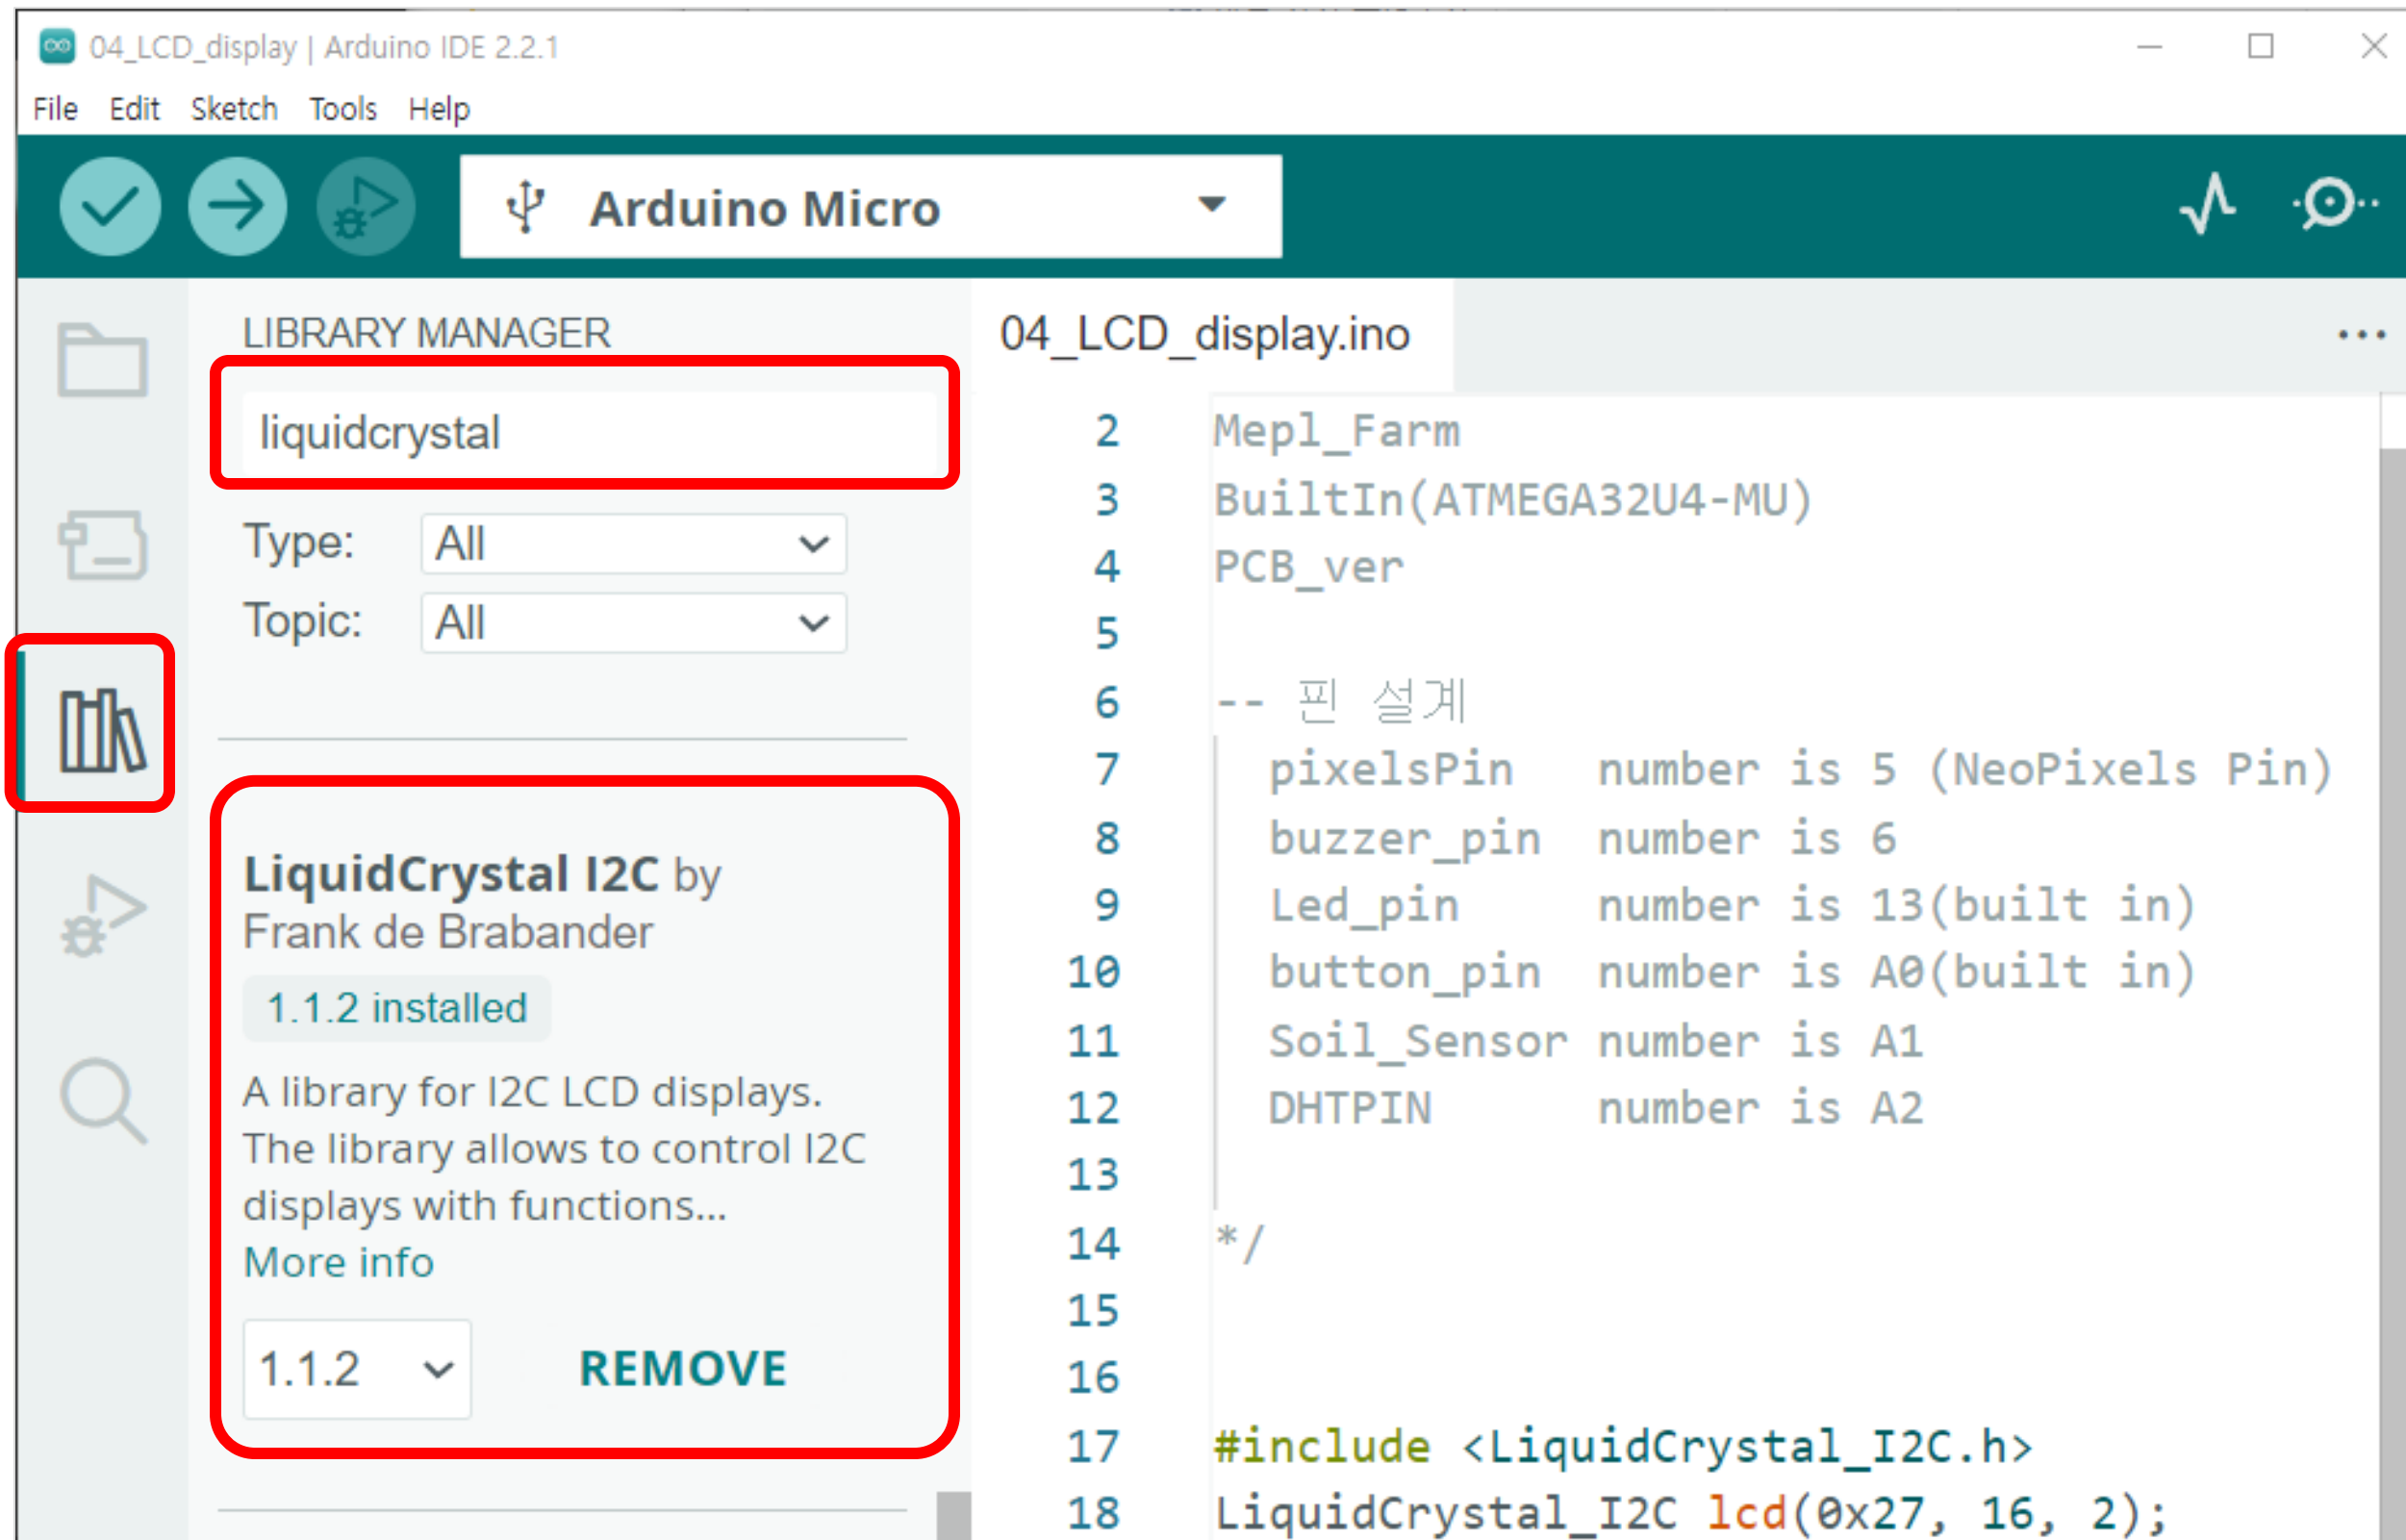 04_LCD_display | Arduino IDE 2.2.1
File Edit Sketch Tools Help
Arduino Micro
LIBRARY MANAGER
liquidcrystal
Type: All
Topic: All
LiquidCrystal I2C by
Frank de Brabander
1.1.2 installed
A library for I2C LCD displays.
The library allows to control I2C
displays with functions...
More info
1.1.2 REMOVE
04_LCD_display.ino
2 Mepl_Farm
3 BuiltIn(ATMEGA32U4-MU)
4 PCB_ver
5
6 -- 핀 설계
7 pixelsPin number is 5 (NeoPixels Pin)
8 buzzer_pin number is 6
9 Led_pin number is 13(built in)
10 button_pin number is A0(built in)
11 Soil_Sensor number is A1
12 DHTPIN number is A2
13
14 */
15
16
17 #include <LiquidCrystal_I2C.h>
18 LiquidCrystal_I2C lcd(0x27, 16, 2);